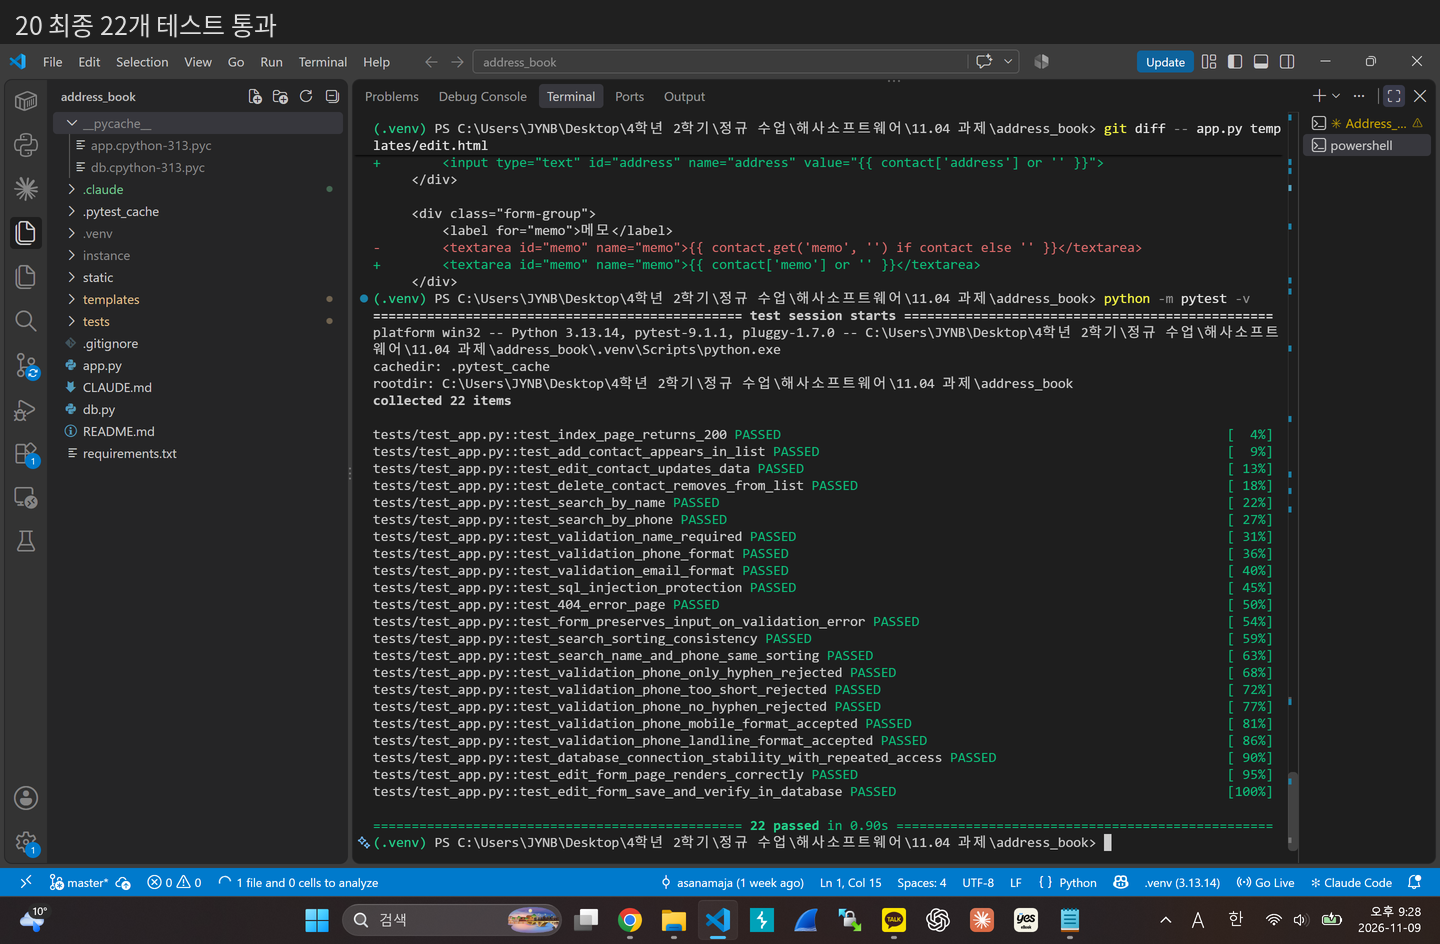 20 최종 22개 테스트 통과
File Edit Selection View Go Run Terminal Help
address_book
Update
address_book
__pycache__
app.cpython-313.pyc
db.cpython-313.pyc
.claude
.pytest_cache
.venv
instance
static
templates
tests
.gitignore
app.py
CLAUDE.md
db.py
README.md
requirements.txt
Problems Debug Console Terminal Ports Output
(.venv) PS C:\Users\JYNB\Desktop\4학년 2학기\정규 수업\해사소프트웨어\11.04 과제\address_book> git diff -- app.py temp
lates/edit.html
+ <input type="text" id="address" name="address" value="{{ contact['address'] or '' }}">
</div>
<div class="form-group">
<label for="memo">메모</label>
- <textarea id="memo" name="memo">{{ contact.get('memo', '') if contact else '' }}</textarea>
+ <textarea id="memo" name="memo">{{ contact['memo'] or '' }}</textarea>
</div>
(.venv) PS C:\Users\JYNB\Desktop\4학년 2학기\정규 수업\해사소프트웨어\11.04 과제\address_book> python -m pytest -v
================================================ test session starts ================================================
platform win32 -- Python 3.13.14, pytest-9.1.1, pluggy-1.7.0 -- C:\Users\JYNB\Desktop\4학년 2학기\정규 수업\해사소프트
웨어\11.04 과제\address_book\.venv\Scripts\python.exe
cachedir: .pytest_cache
rootdir: C:\Users\JYNB\Desktop\4학년 2학기\정규 수업\해사소프트웨어\11.04 과제\address_book
collected 22 items
tests/test_app.py::test_index_page_returns_200 PASSED [  4%]
tests/test_app.py::test_add_contact_appears_in_list PASSED [  9%]
tests/test_app.py::test_edit_contact_updates_data PASSED [ 13%]
tests/test_app.py::test_delete_contact_removes_from_list PASSED [ 18%]
tests/test_app.py::test_search_by_name PASSED [ 22%]
tests/test_app.py::test_search_by_phone PASSED [ 27%]
tests/test_app.py::test_validation_name_required PASSED [ 31%]
tests/test_app.py::test_validation_phone_format PASSED [ 36%]
tests/test_app.py::test_validation_email_format PASSED [ 40%]
tests/test_app.py::test_sql_injection_protection PASSED [ 45%]
tests/test_app.py::test_404_error_page PASSED [ 50%]
tests/test_app.py::test_form_preserves_input_on_validation_error PASSED [ 54%]
tests/test_app.py::test_search_sorting_consistency PASSED [ 59%]
tests/test_app.py::test_search_name_and_phone_same_sorting PASSED [ 63%]
tests/test_app.py::test_validation_phone_only_hyphen_rejected PASSED [ 68%]
tests/test_app.py::test_validation_phone_too_short_rejected PASSED [ 72%]
tests/test_app.py::test_validation_phone_no_hyphen_rejected PASSED [ 77%]
tests/test_app.py::test_validation_phone_mobile_format_accepted PASSED [ 81%]
tests/test_app.py::test_validation_phone_landline_format_accepted PASSED [ 86%]
tests/test_app.py::test_database_connection_stability_with_repeated_access PASSED [ 90%]
tests/test_app.py::test_edit_form_page_renders_correctly PASSED [ 95%]
tests/test_app.py::test_edit_form_save_and_verify_in_database PASSED [100%]
================================================ 22 passed in 0.90s =================================================
(.venv) PS C:\Users\JYNB\Desktop\4학년 2학기\정규 수업\해사소프트웨어\11.04 과제\address_book>
Address_...
powershell
1
1
master* 0 0 1 file and 0 cells to analyze asanamaja (1 week ago) Ln 1, Col 15 Spaces: 4 UTF-8 LF { } Python .venv (3.13.14) Go Live Claude Code
10° 검색 TALK yes eBook A 한 오후 9:28
2026-11-09